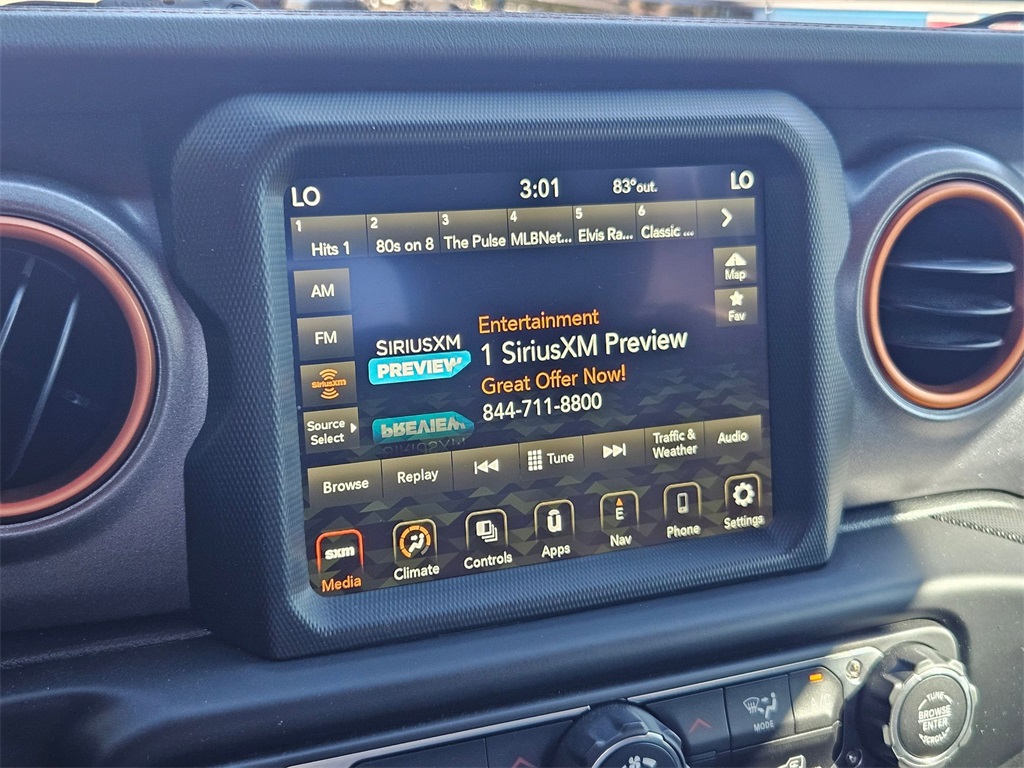 LO 3:01 83°out. LO
1 2 3 4 5 6
Hits 1 80s on 8 The Pulse MLBNet... Elvis Ra... Classic ...
AM
Map
FM
Fav
SIRIUSXM
PREVIEW
Entertainment
1 SiriusXM Preview
Great Offer Now!
844-711-8800
SiriusXM
Source
Select
PREVIEW
SIRIUSXM
Browse Replay Tune Traffic &
Weather Audio
sxm E
Media Climate Controls Apps Nav Phone Settings
MODE
TUNE
BROWSE
ENTER
SCROLL